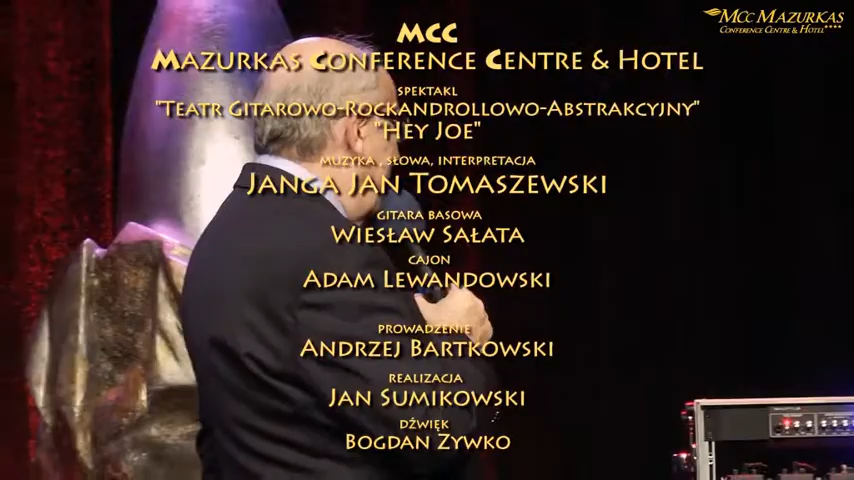 MCC MAZURKAS
CONFERENCE CENTRE & HOTEL****
MCC
MAZURKAS CONFERENCE CENTRE & HOTEL
SPEKTAKL
"TEATR GITAROWO-ROCKANDROLLOWO-ABSTRAKCYJNY"
"HEY JOE"
MUZYKA , SŁOWA, INTERPRETACJA
JANGA JAN TOMASZEWSKI
GITARA BASOWA
WIESŁAW SAŁATA
CAJON
ADAM LEWANDOWSKI
PROWADZENIE
ANDRZEJ BARTKOWSKI
REALIZACJA
JAN SUMIKOWSKI
DŹWIĘK
BOGDAN ZYWKO